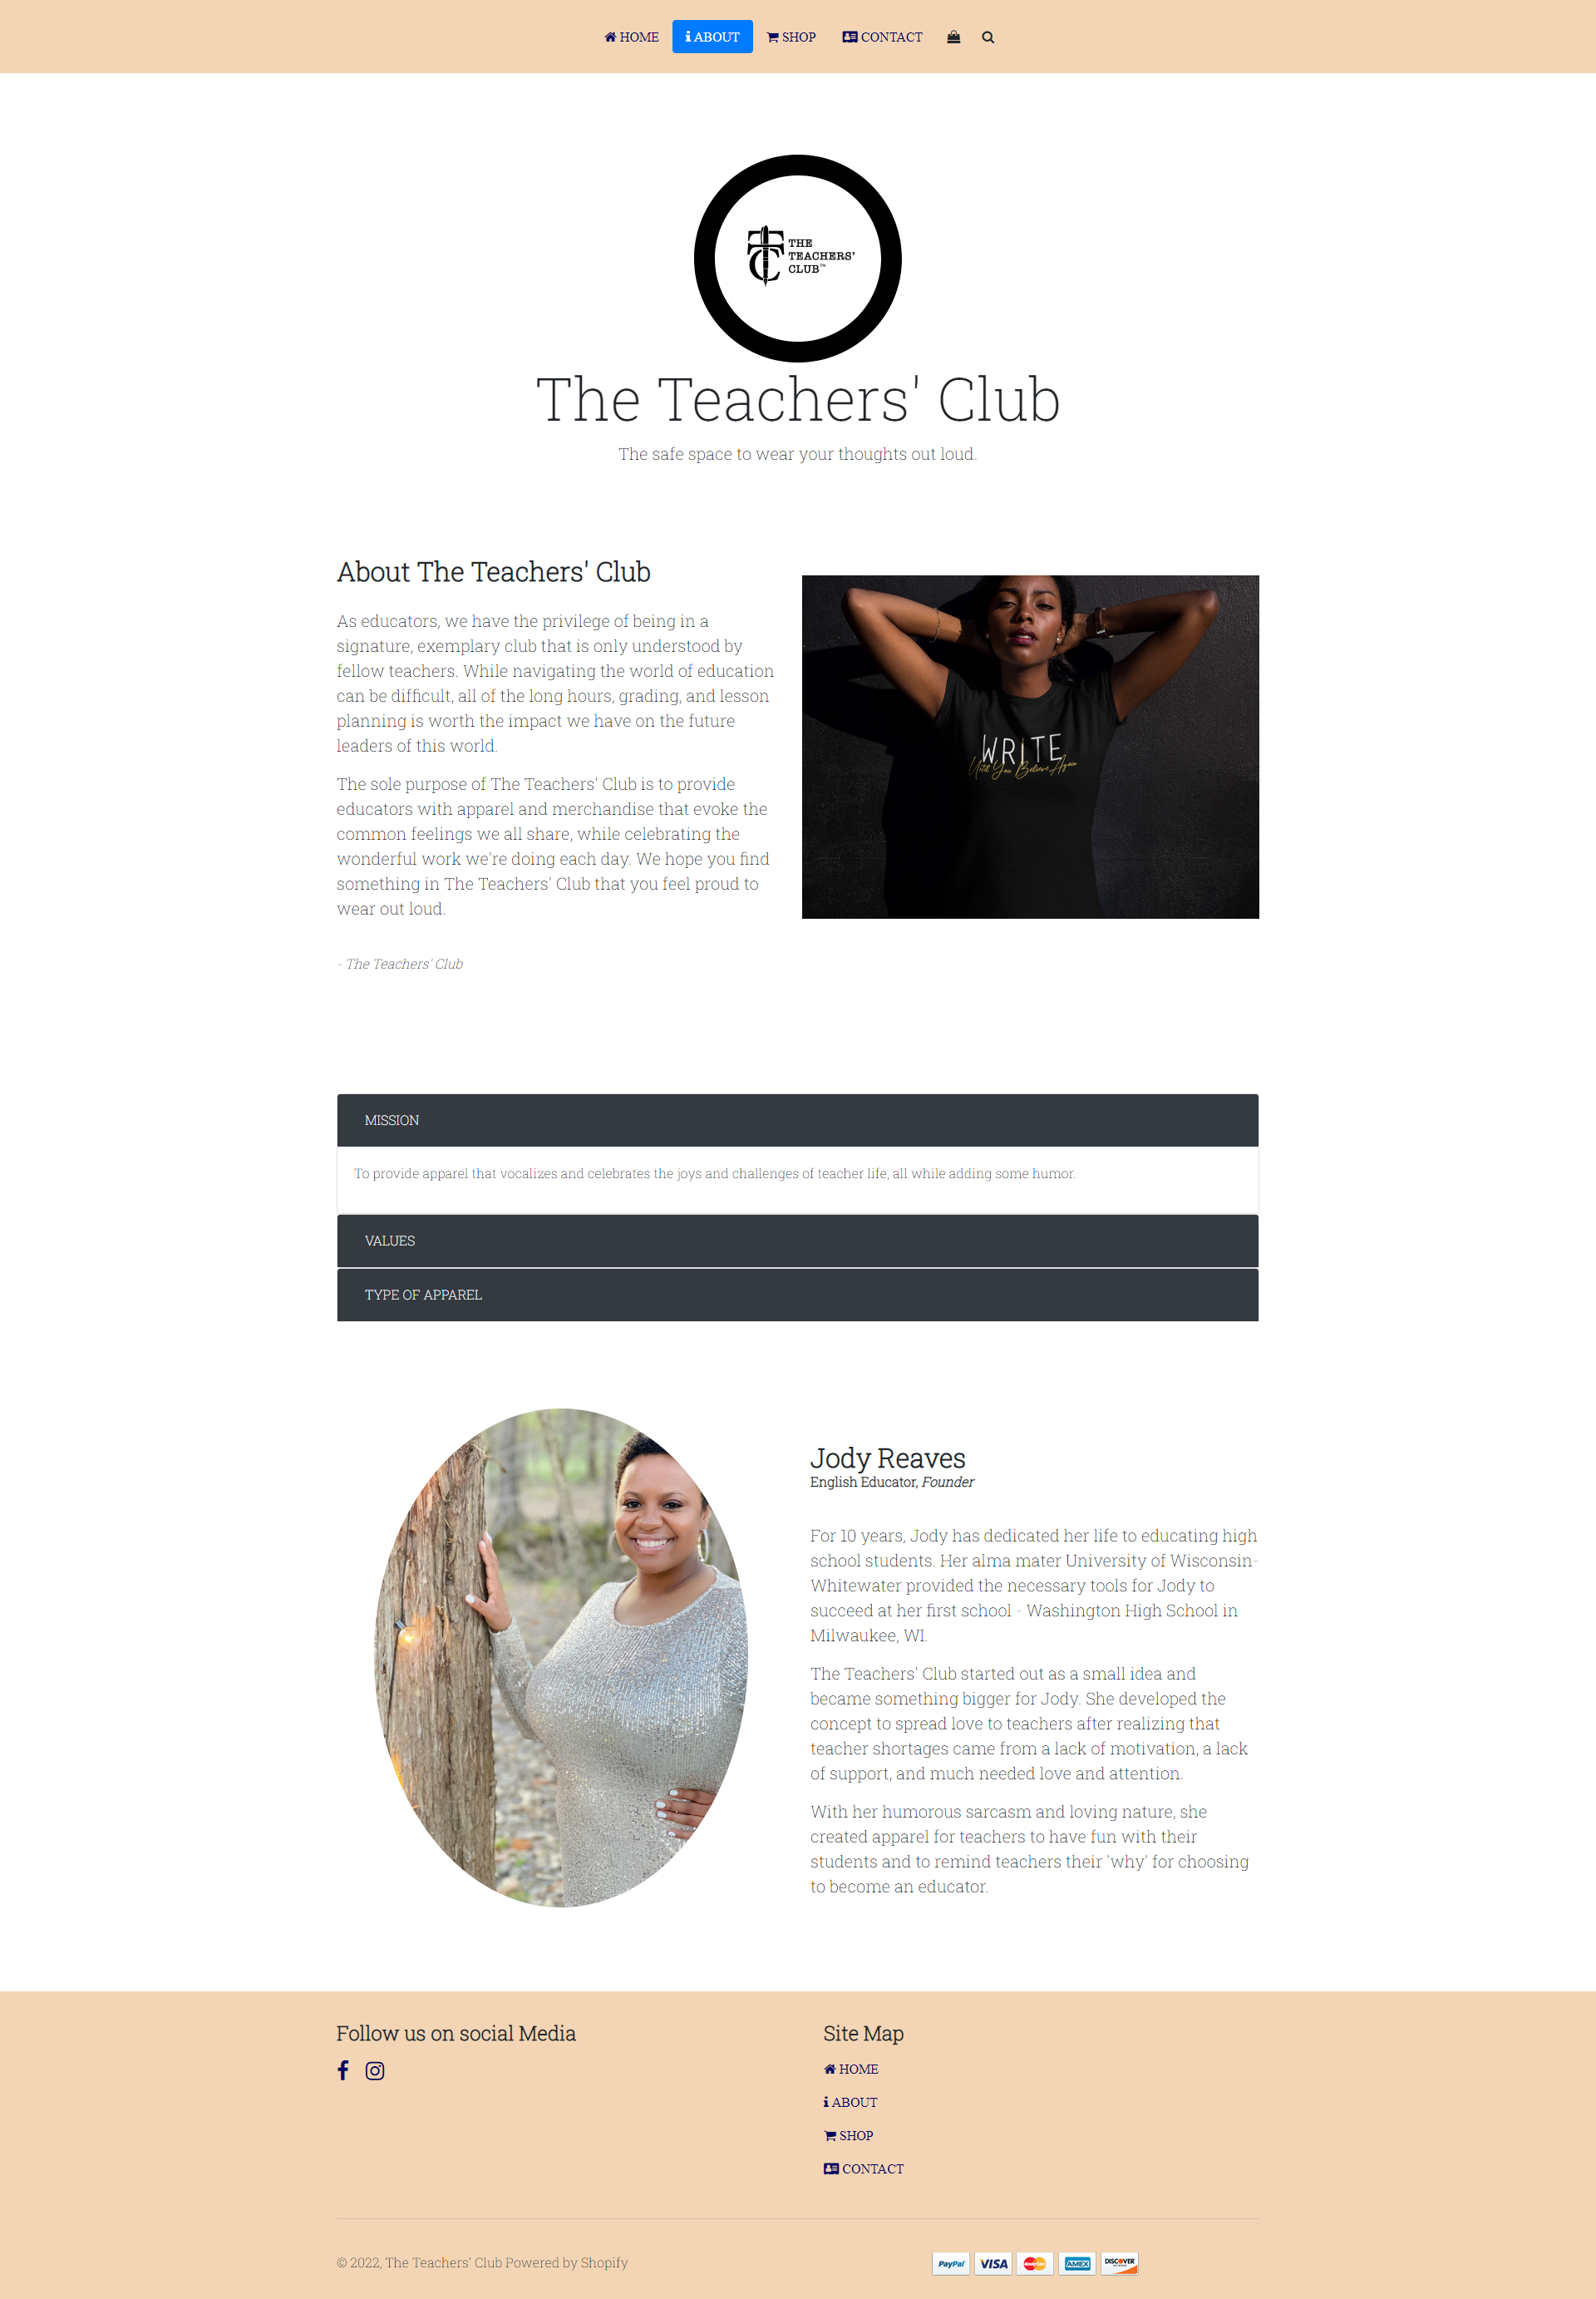 HOME ABOUT SHOP CONTACT
THE
TEACHERS'
CLUB™
The Teachers' Club
The safe space to wear your thoughts out loud.
About The Teachers' Club
As educators, we have the privilege of being in a
signature, exemplary club that is only understood by
fellow teachers. While navigating the world of education
can be difficult, all of the long hours, grading, and lesson
planning is worth the impact we have on the future
leaders of this world.
The sole purpose of The Teachers' Club is to provide
educators with apparel and merchandise that evoke the
common feelings we all share, while celebrating the
wonderful work we're doing each day. We hope you find
something in The Teachers' Club that you feel proud to
wear out loud.
- The Teachers' Club
WRITE
Until You Believe Again
MISSION
To provide apparel that vocalizes and celebrates the joys and challenges of teacher life, all while adding some humor.
VALUES
TYPE OF APPAREL
Jody Reaves
English Educator, Founder
For 10 years, Jody has dedicated her life to educating high
school students. Her alma mater University of Wisconsin-
Whitewater provided the necessary tools for Jody to
succeed at her first school - Washington High School in
Milwaukee, WI.
The Teachers' Club started out as a small idea and
became something bigger for Jody. She developed the
concept to spread love to teachers after realizing that
teacher shortages came from a lack of motivation, a lack
of support, and much needed love and attention.
With her humorous sarcasm and loving nature, she
created apparel for teachers to have fun with their
students and to remind teachers their 'why' for choosing
to become an educator.
Follow us on social Media
Site Map
HOME
ABOUT
SHOP
CONTACT
© 2022, The Teachers' Club Powered by Shopify
PayPal VISA MasterCard AMEX DISCOVER